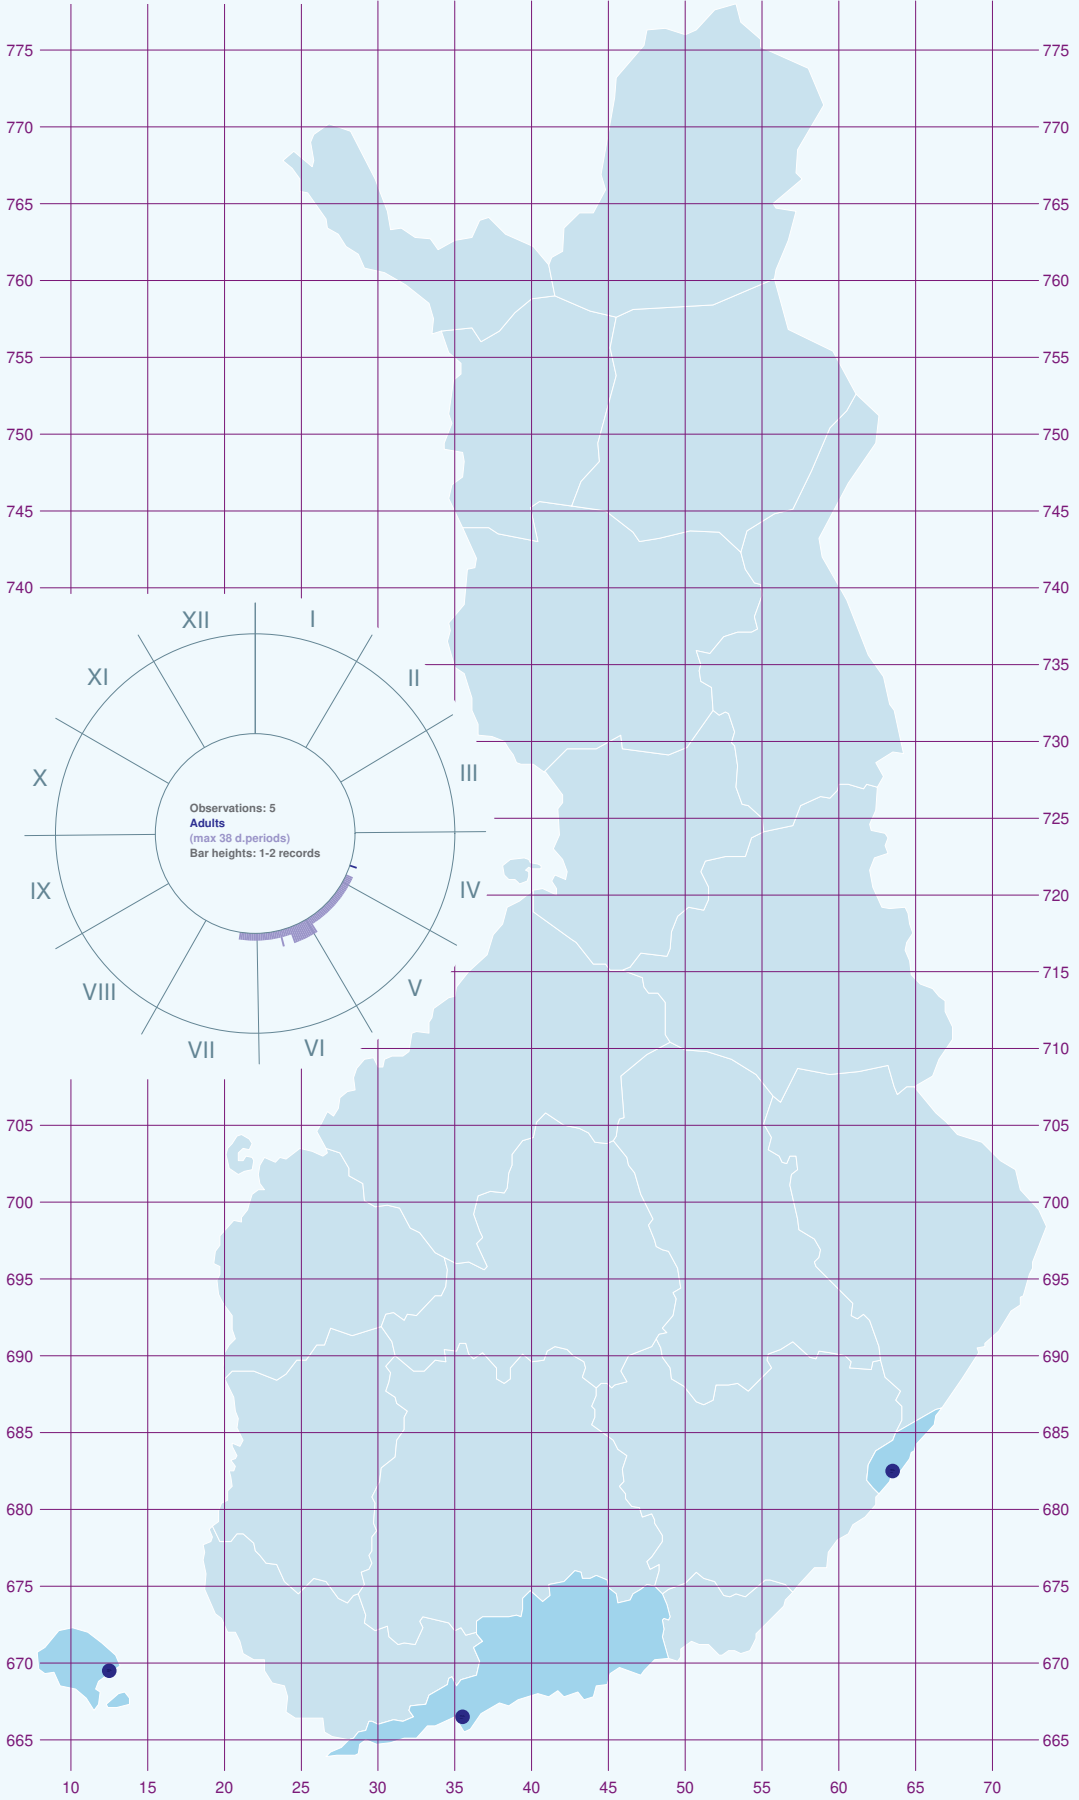 775 775
770 770
765 765
760 760
755 755
750 750
745 745
740 740
XII I
XI II
735
730
X III
Observations: 5
Adults
(max 38 d.periods)
Bar heights: 1-2 records
725
IX IV 720
VIII V
715
VII VI
710
705 705
700 700
695 695
690 690
685 685
680 680
675 675
670 670
665 665
10 15 20 25 30 35 40 45 50 55 60 65 70